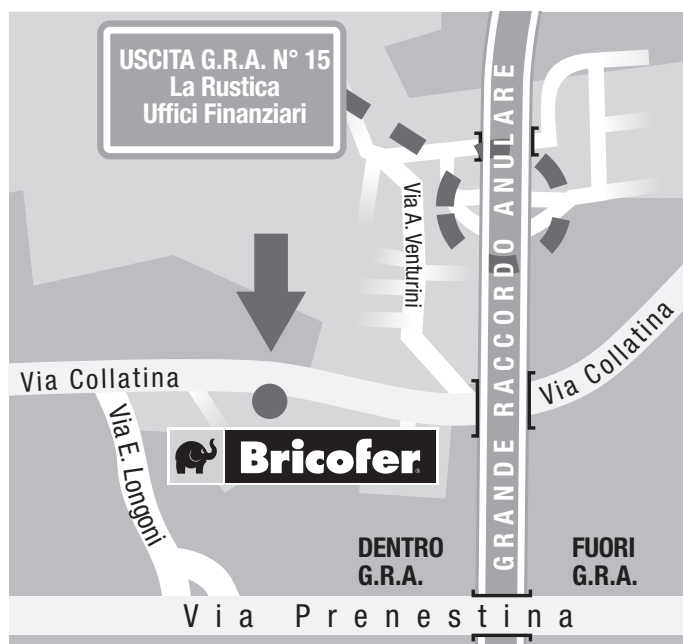 USCITA G.R.A. N° 15
La Rustica
Uffici Finanziari
GRANDE RACCORDO ANULARE
Via A. Venturini
Via Collatina
Via Collatina
Via E. Longoni
Bricofer®
DENTRO
G.R.A.
FUORI
G.R.A.
Via Prenestina